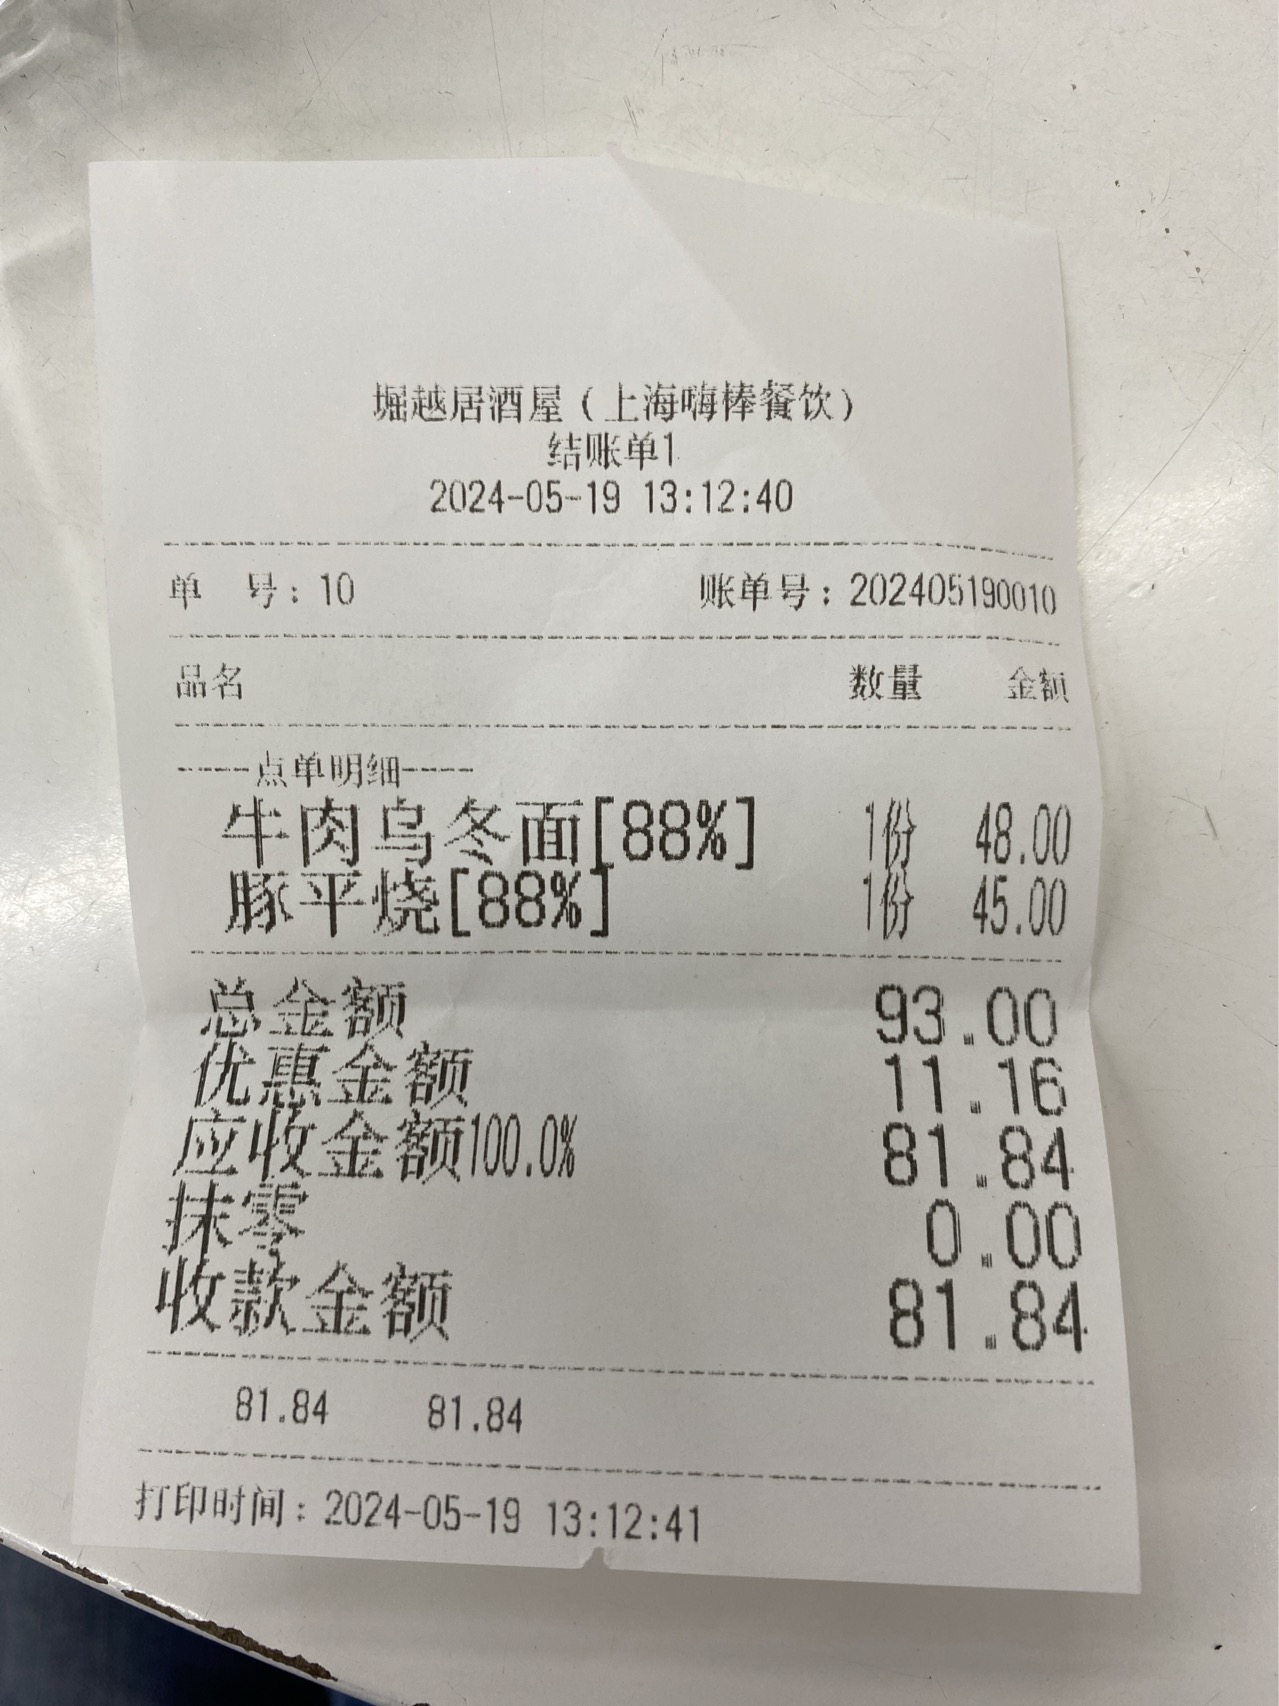 堀越居酒屋（上海嗨棒餐饮）
结账单1
2024-05-19 13:12:40
单 号：10 账单号：202405190010
品名 数量 金额
-----点单明细-----
牛肉乌冬面[88%] 1份 48.00
豚平烧[88%] 1份 45.00
总金额 93.00
优惠金额 11.16
应收金额100.0% 81.84
抹零 0.00
收款金额 81.84
81.84 81.84
打印时间：2024-05-19 13:12:41